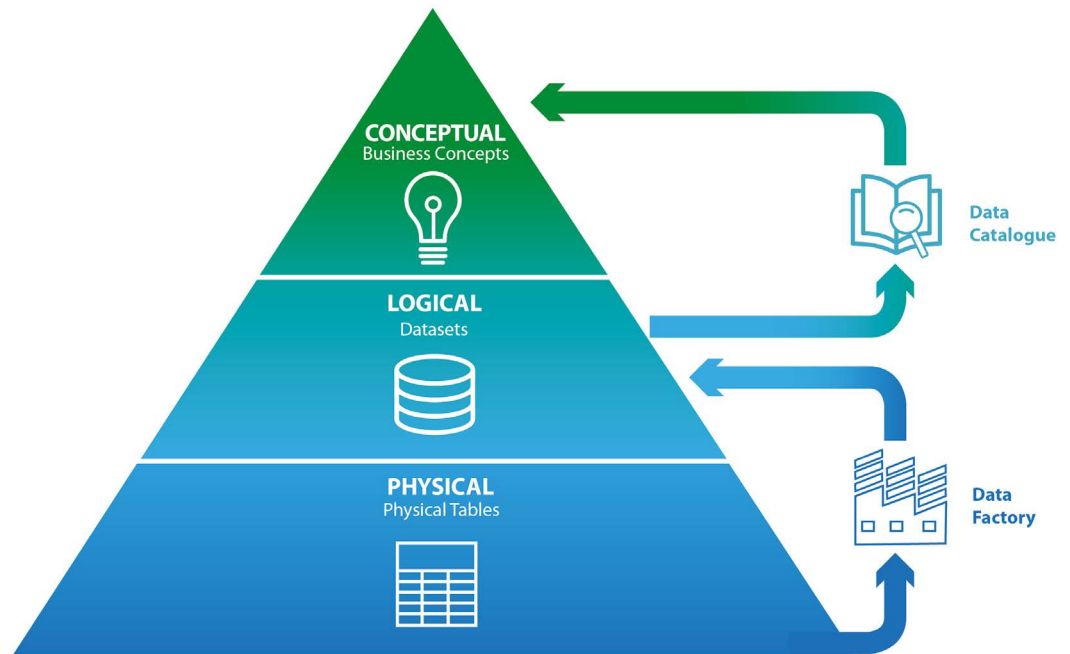 CONCEPTUAL
Business Concepts
Data
Catalogue
LOGICAL
Datasets
PHYSICAL
Physical Tables
Data
Factory